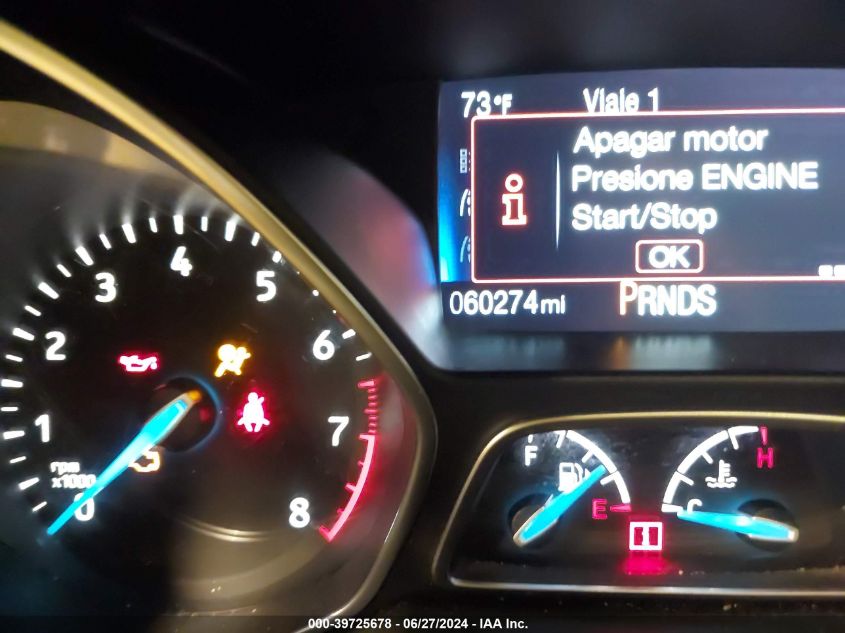 73°F Viaje 1
Apagar motor
Presione ENGINE
Start/Stop
OK
060274mi PRNDS
0
1
2
3
4
5
6
7
8
rpm
x1000
F
E
H
C
000-39725678 / 06/27/2024 - IAA Inc.